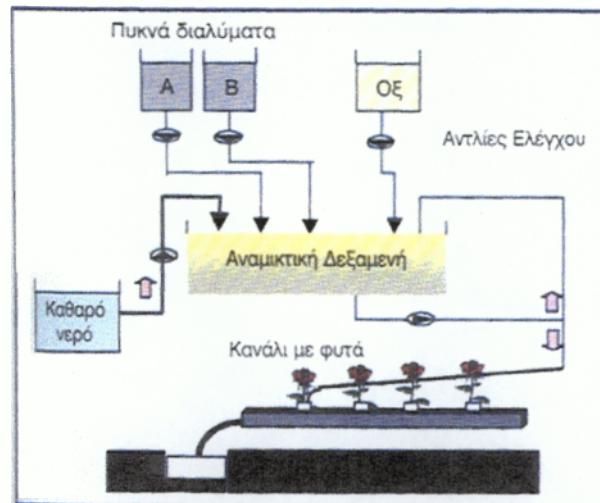 Πυκνά διαλύματα
Α
Β
Οξ
Αντλίες Ελέγχου
Αναμικτική Δεξαμενή
Καθαρό
νερό
Κανάλι με φυτά